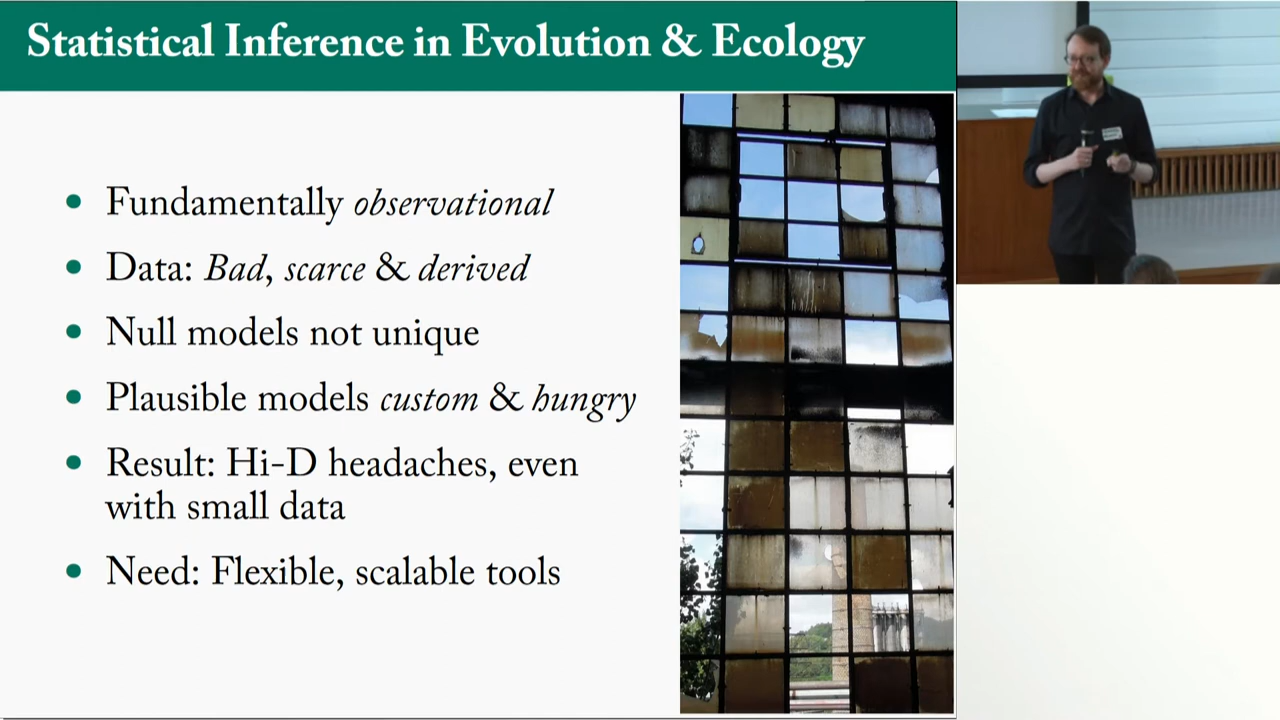 Statistical Inference in Evolution & Ecology
Fundamentally observational
Data: Bad, scarce & derived
Null models not unique
Plausible models custom & hungry
Result: Hi-D headaches, even
with small data
Need: Flexible, scalable tools